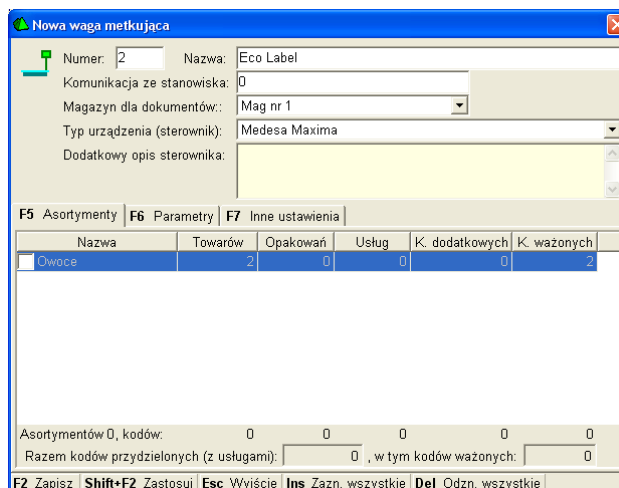 Nowa waga metkująca
Numer: 2 Nazwa: Eco Label
Komunikacja ze stanowiska: 0
Magazyn dla dokumentów:: Mag nr 1
Typ urządzenia (sterownik): Medesa Maxima
Dodatkowy opis sterownika:
F5 Asortymenty F6 Parametry F7 Inne ustawienia
Nazwa Towarów Opakowań Usług K. dodatkowych K. ważonych
Owoce 2 0 0 0 2
Asortymentów 0, kodów: 0 0 0 0 0
Razem kodów przydzielonych (z usługami): 0 , w tym kodów ważonych: 0
F2 Zapisz Shift+F2 Zastosuj Esc Wyjście Ins Zazn. wszystkie Del Odzn. wszystkie